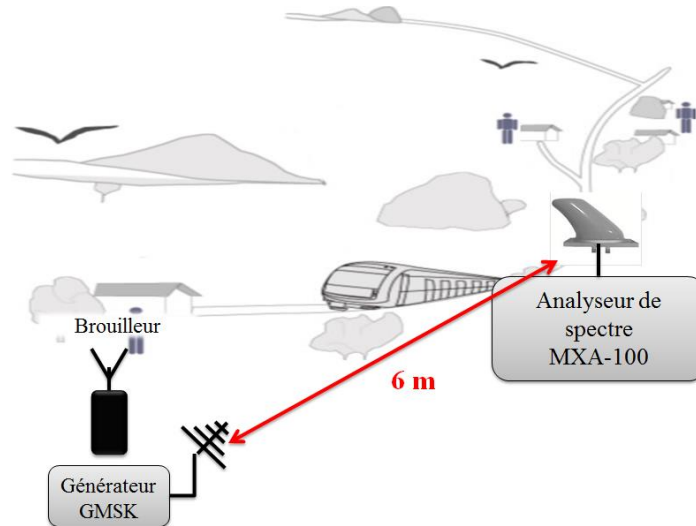 Brouilleur
Générateur
GMSK
6 m
Analyseur de
spectre
MXA-100